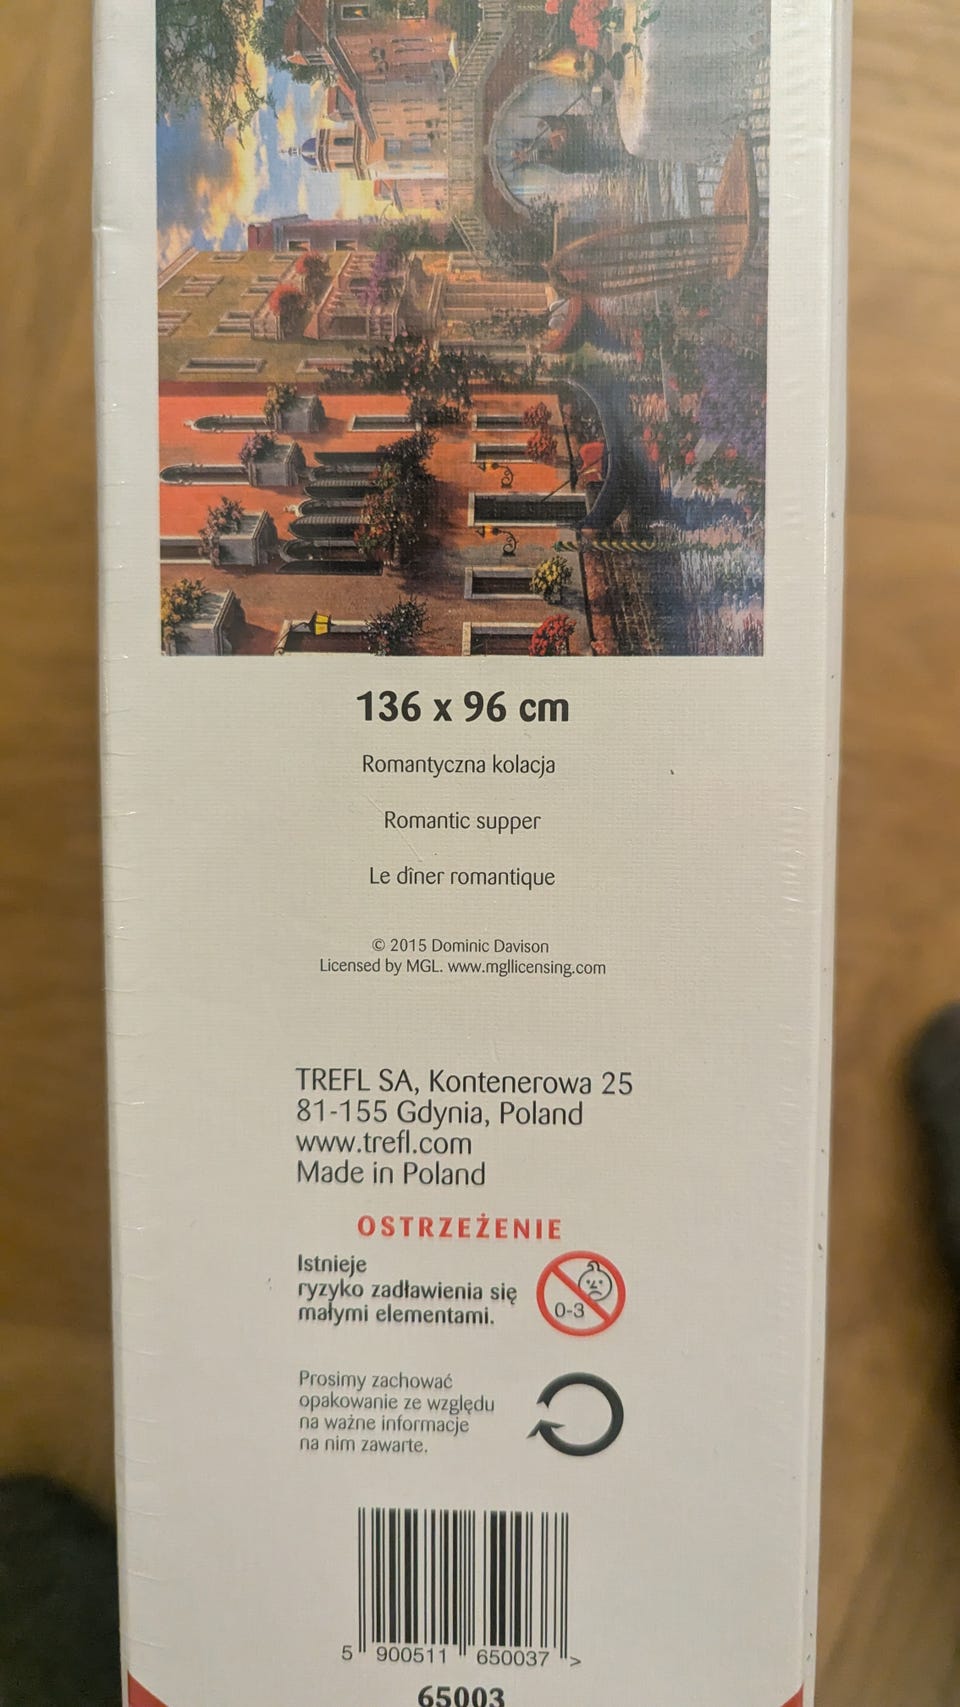 136 x 96 cm
Romantyczna kolacja
Romantic supper
Le dîner romantique
© 2015 Dominic Davison
Licensed by MGL. www.mgllicensing.com
TREFL SA, Kontenerowa 25
81-155 Gdynia, Poland
www.trefl.com
Made in Poland
OSTRZEŻENIE
Istnieje
ryzyko zadławienia się
małymi elementami.
0-3
Prosimy zachować
opakowanie ze względu
na ważne informacje
na nim zawarte.
5 900511 650037 >
65003